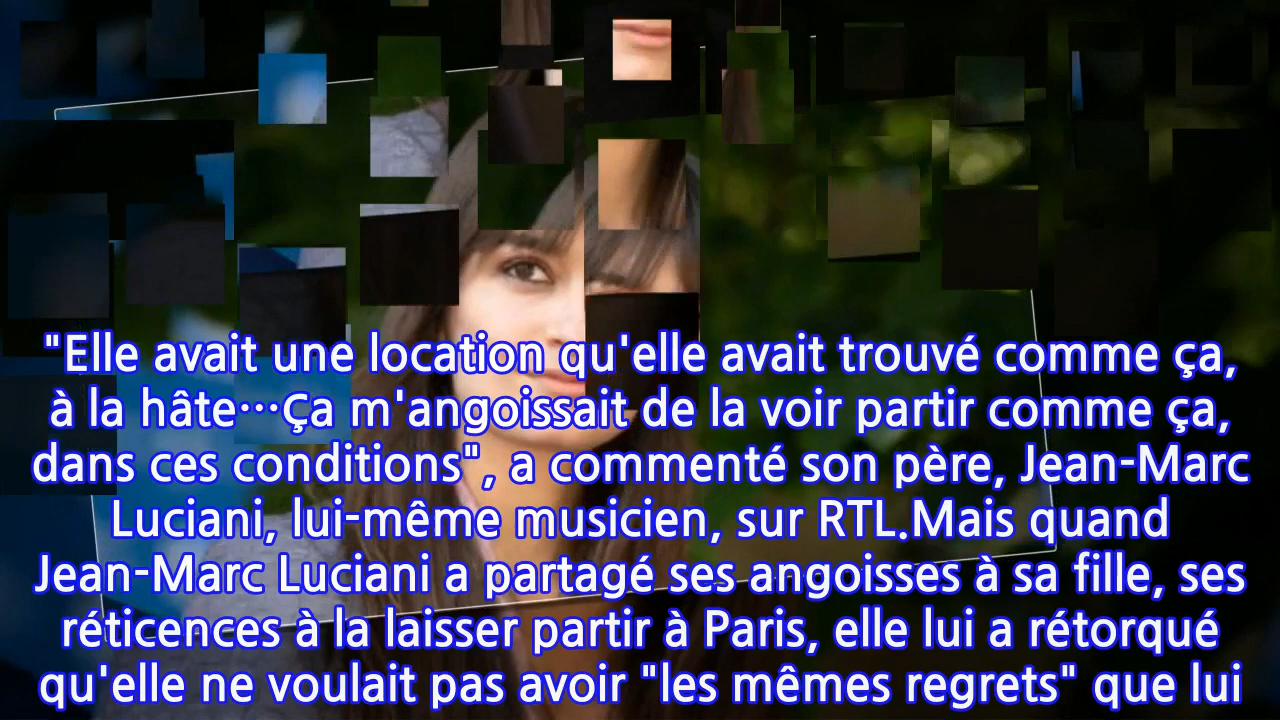 "Elle avait une location qu'elle avait trouvé comme ça,
à la hâte…Ça m'angoissait de la voir partir comme ça,
dans ces conditions", a commenté son père, Jean-Marc
Luciani, lui-même musicien, sur RTL.Mais quand
Jean-Marc Luciani a partagé ses angoisses à sa fille, ses
réticences à la laisser partir à Paris, elle lui a rétorqué
qu'elle ne voulait pas avoir "les mêmes regrets" que lui